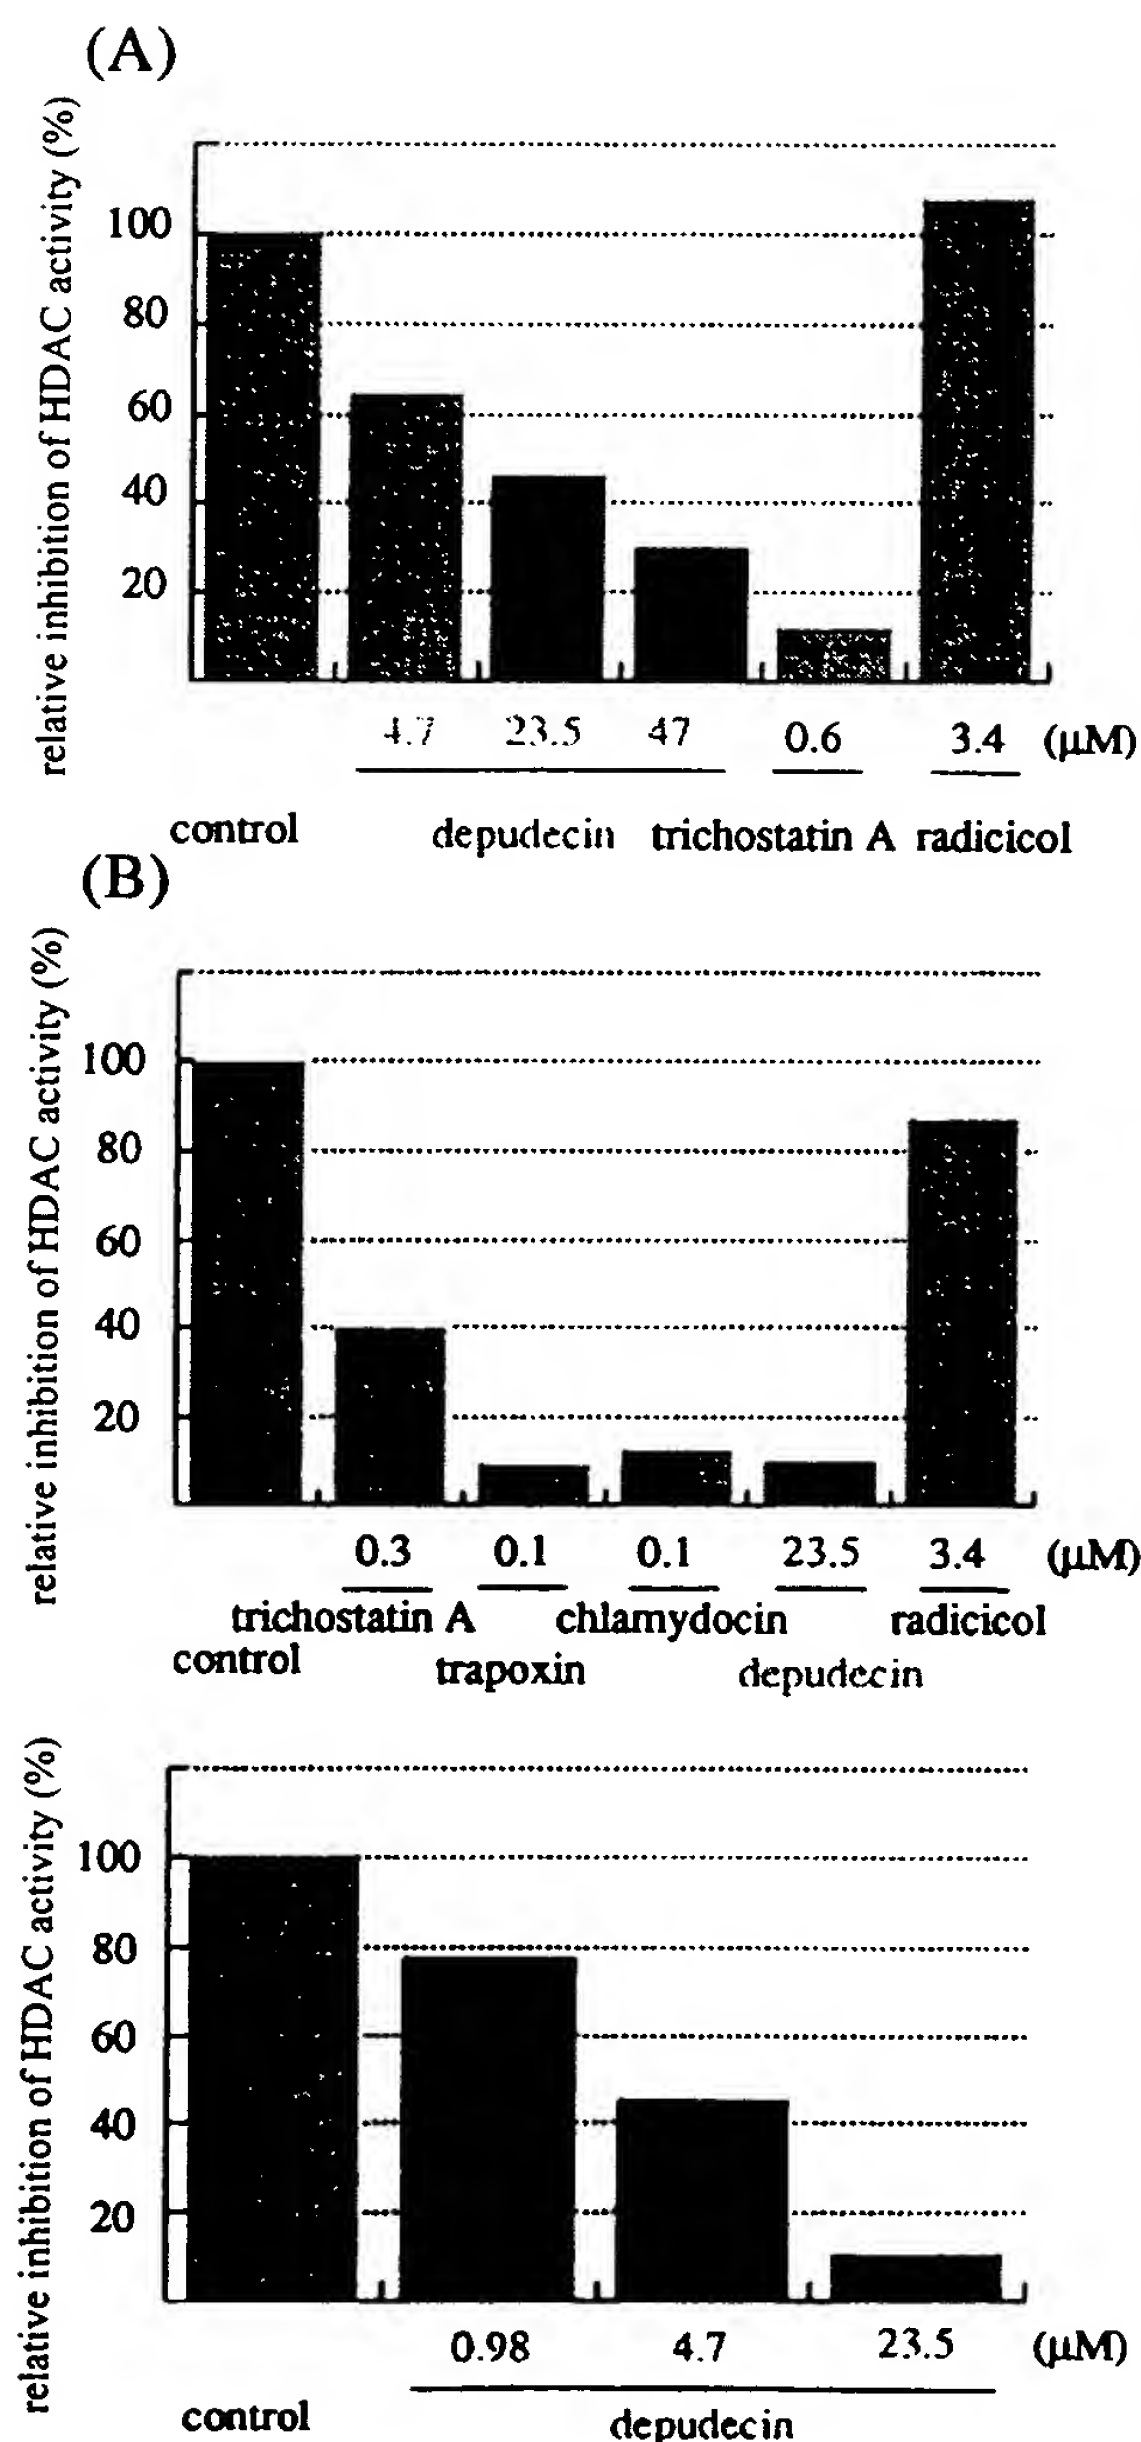 (A)
relative inhibition of HDAC activity (%)
100
80
60
40
20
4.7 23.5 47 0.6 3.4 (μM)
control depudecin trichostatin A radicicol
(B)
relative inhibition of HDAC activity (%)
100
80
60
40
20
0.3 0.1 0.1 23.5 3.4 (μM)
trichostatin A chlamydocin radicicol
control trapoxin depudecin
relative inhibition of HDAC activity (%)
100
80
60
40
20
0.98 4.7 23.5 (μM)
control depudecin